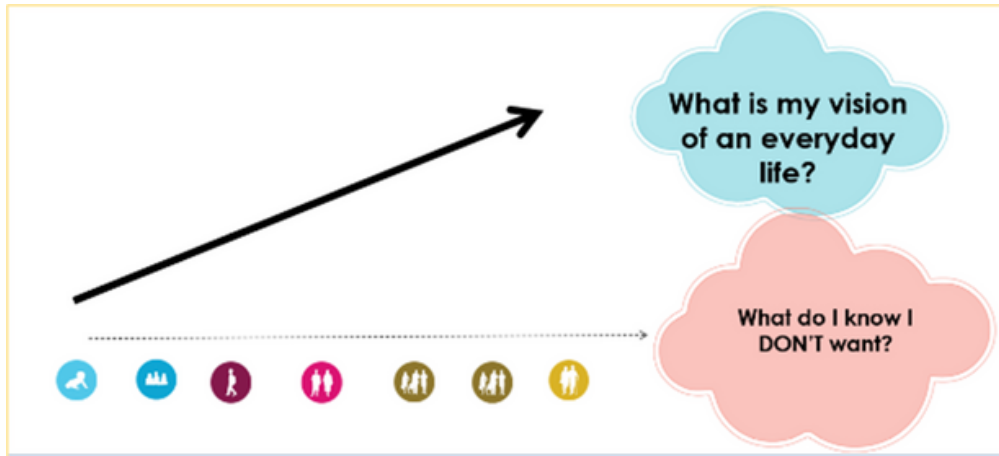 What is my vision
of an everyday
life?
What do I know I
DON'T want?